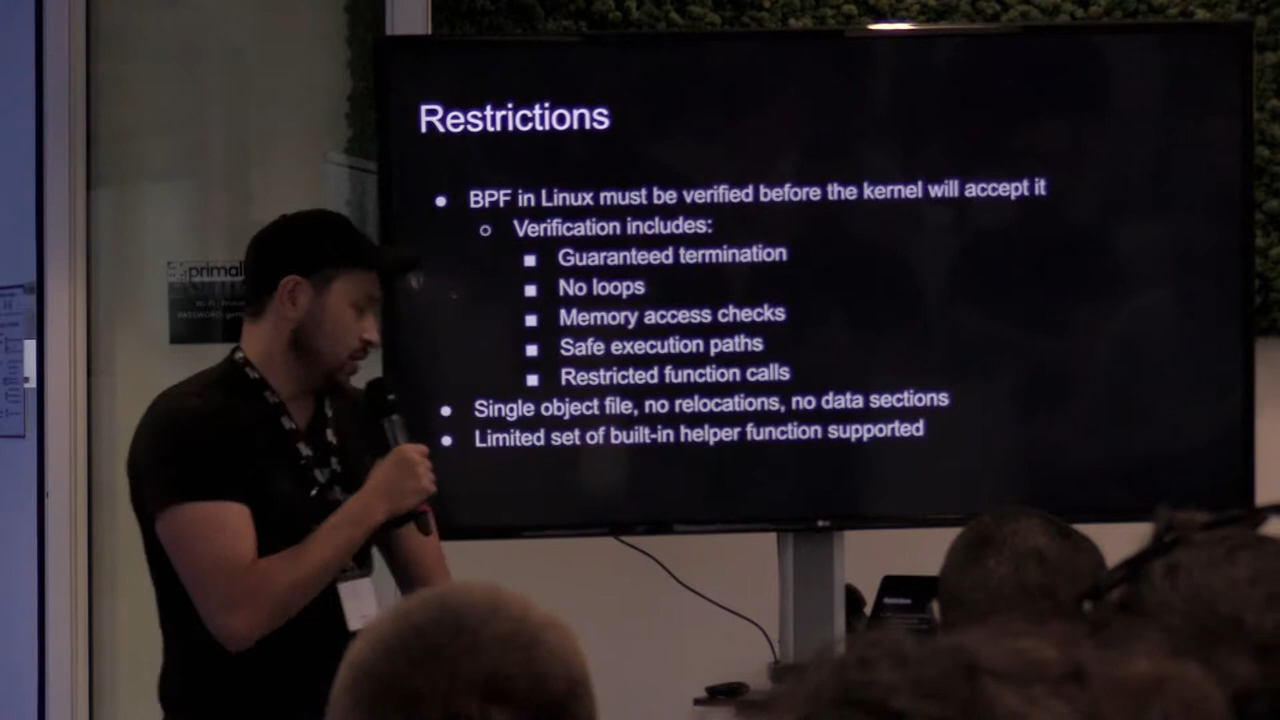 Restrictions
● BPF in Linux must be verified before the kernel will accept it
○ Verification includes:
■ Guaranteed termination
■ No loops
■ Memory access checks
■ Safe execution paths
■ Restricted function calls
● Single object file, no relocations, no data sections
● Limited set of built-in helper function supported
primal